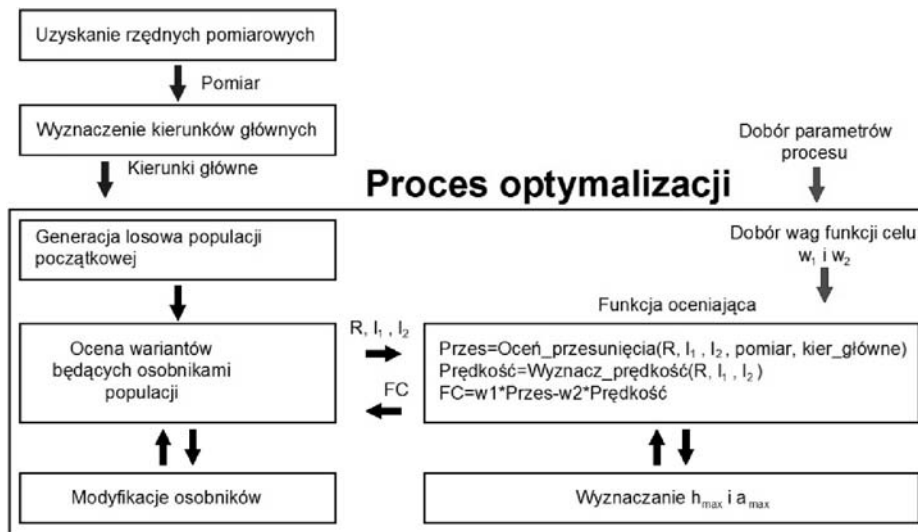 Uzyskanie rzędnych pomiarowych
Pomiar
Wyznaczenie kierunków głównych
Kierunki główne
Dobór parametrów
procesu
Proces optymalizacji
Generacja losowa populacji
początkowej
Dobór wag funkcji celu
w₁ i w₂
Funkcja oceniająca
Ocena wariantów
będących osobnikami
populacji
R, l₁ , l₂
FC
Przes=Oceń_przesunięcia(R, l₁ , l₂ , pomiar, kier_główne)
Prędkość=Wyznacz_prędkość(R, l₁ , l₂ )
FC=w1*Przes-w2*Prędkość
Modyfikacje osobników
Wyznaczanie hmax i amax